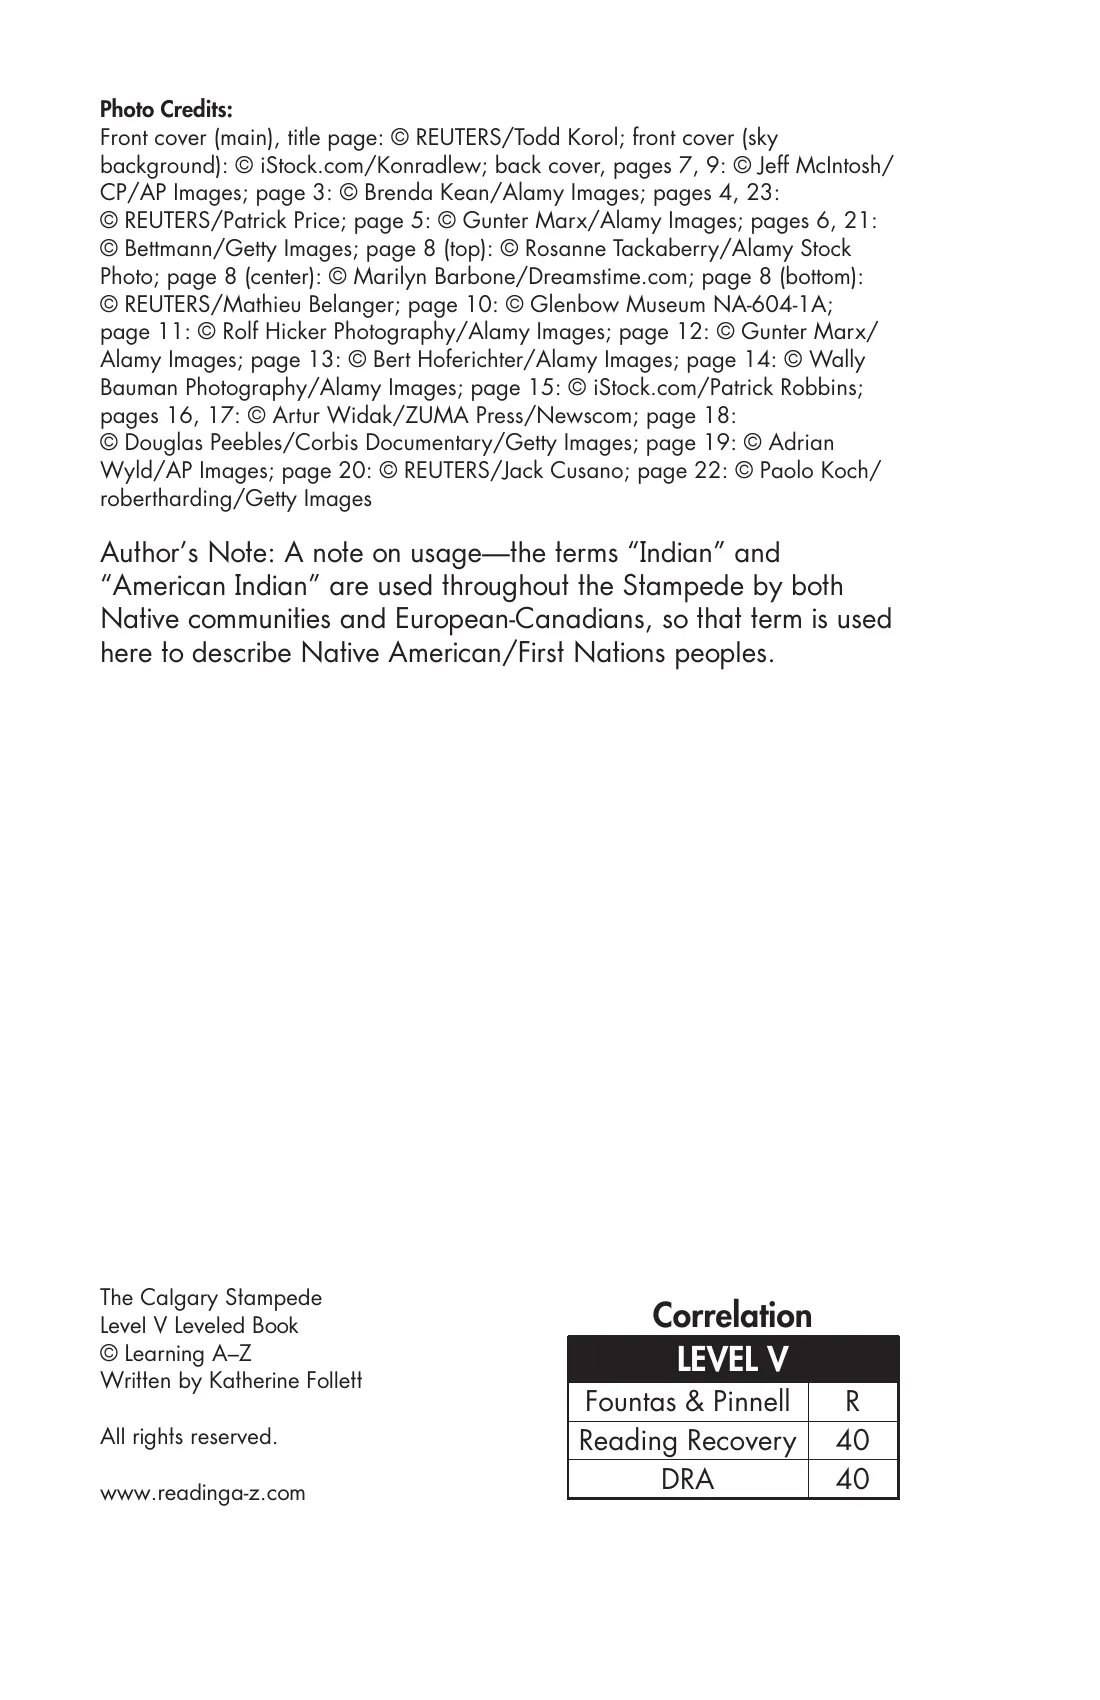 Photo Credits:
Front cover (main), title page: © REUTERS/Todd Korol; front cover (sky
background): © iStock.com/Konradlew; back cover, pages 7, 9: © Jeff McIntosh/
CP/AP Images; page 3: © Brenda Kean/Alamy Images; pages 4, 23:
© REUTERS/Patrick Price; page 5: © Gunter Marx/Alamy Images; pages 6, 21:
© Bettmann/Getty Images; page 8 (top): © Rosanne Tackaberry/Alamy Stock
Photo; page 8 (center): © Marilyn Barbone/Dreamstime.com; page 8 (bottom):
© REUTERS/Mathieu Belanger; page 10: © Glenbow Museum NA-604-1A;
page 11: © Rolf Hicker Photography/Alamy Images; page 12: © Gunter Marx/
Alamy Images; page 13: © Bert Hoferichter/Alamy Images; page 14: © Wally
Bauman Photography/Alamy Images; page 15: © iStock.com/Patrick Robbins;
pages 16, 17: © Artur Widak/ZUMA Press/Newscom; page 18:
© Douglas Peebles/Corbis Documentary/Getty Images; page 19: © Adrian
Wyld/AP Images; page 20: © REUTERS/Jack Cusano; page 22: © Paolo Koch/
robertharding/Getty Images
Author’s Note: A note on usage—the terms “Indian” and
“American Indian” are used throughout the Stampede by both
Native communities and European-Canadians, so that term is used
here to describe Native American/First Nations peoples.
The Calgary Stampede
Level V Leveled Book
© Learning A–Z
Written by Katherine Follett
All rights reserved.
www.readinga-z.com
Correlation
LEVEL V
Fountas & Pinnell R
Reading Recovery 40
DRA 40